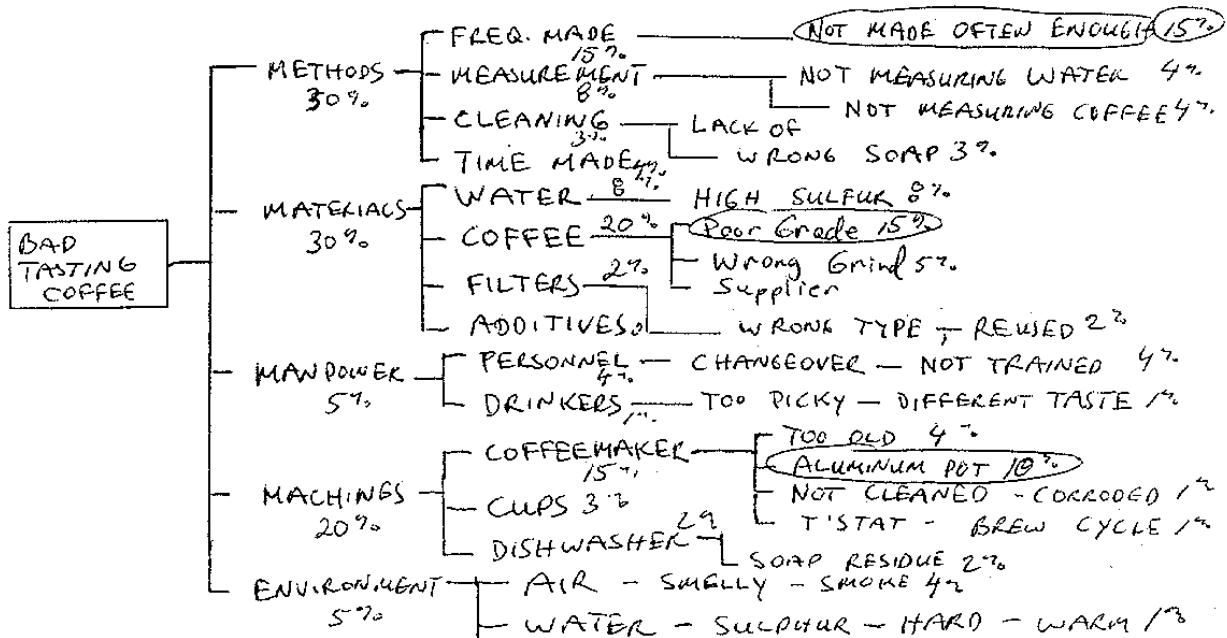 FREQ. MADE 15% NOT MADE OFTEN ENOUGH 15%
METHODS 30%
MEASUREMENT 8% NOT MEASURING WATER 4%
NOT MEASURING COFFEE 4%
CLEANING 3% LACK OF
WRONG SOAP 3%
TIME MADE 4%
WATER 8% HIGH SULFUR 8%
MATERIALS 30%
COFFEE 20% Poor Grade 15%
Wrong Grind 5%
Supplier
FILTERS 2%
ADDITIVES 0 WRONG TYPE, - REUSED 2%
BAD
TASTING
COFFEE
PERSONNEL 4% - CHANGEOVER - NOT TRAINED 4%
MANPOWER 5%
DRINKERS 1% - TOO PICKY - DIFFERENT TASTE 1%
COFFEEMAKER 15% TOO OLD 4%
ALUMINUM POT 10%
MACHINES 20%
CUPS 3%
NOT CLEANED - CORRODED 1%
T'STAT - BREW CYCLE 1%
DISHWASHER 2% SOAP RESIDUE 2%
ENVIRONMENT 5%
AIR - SMELLY - SMOKE 4%
WATER - SULPHUR - HARD - WARM 1%